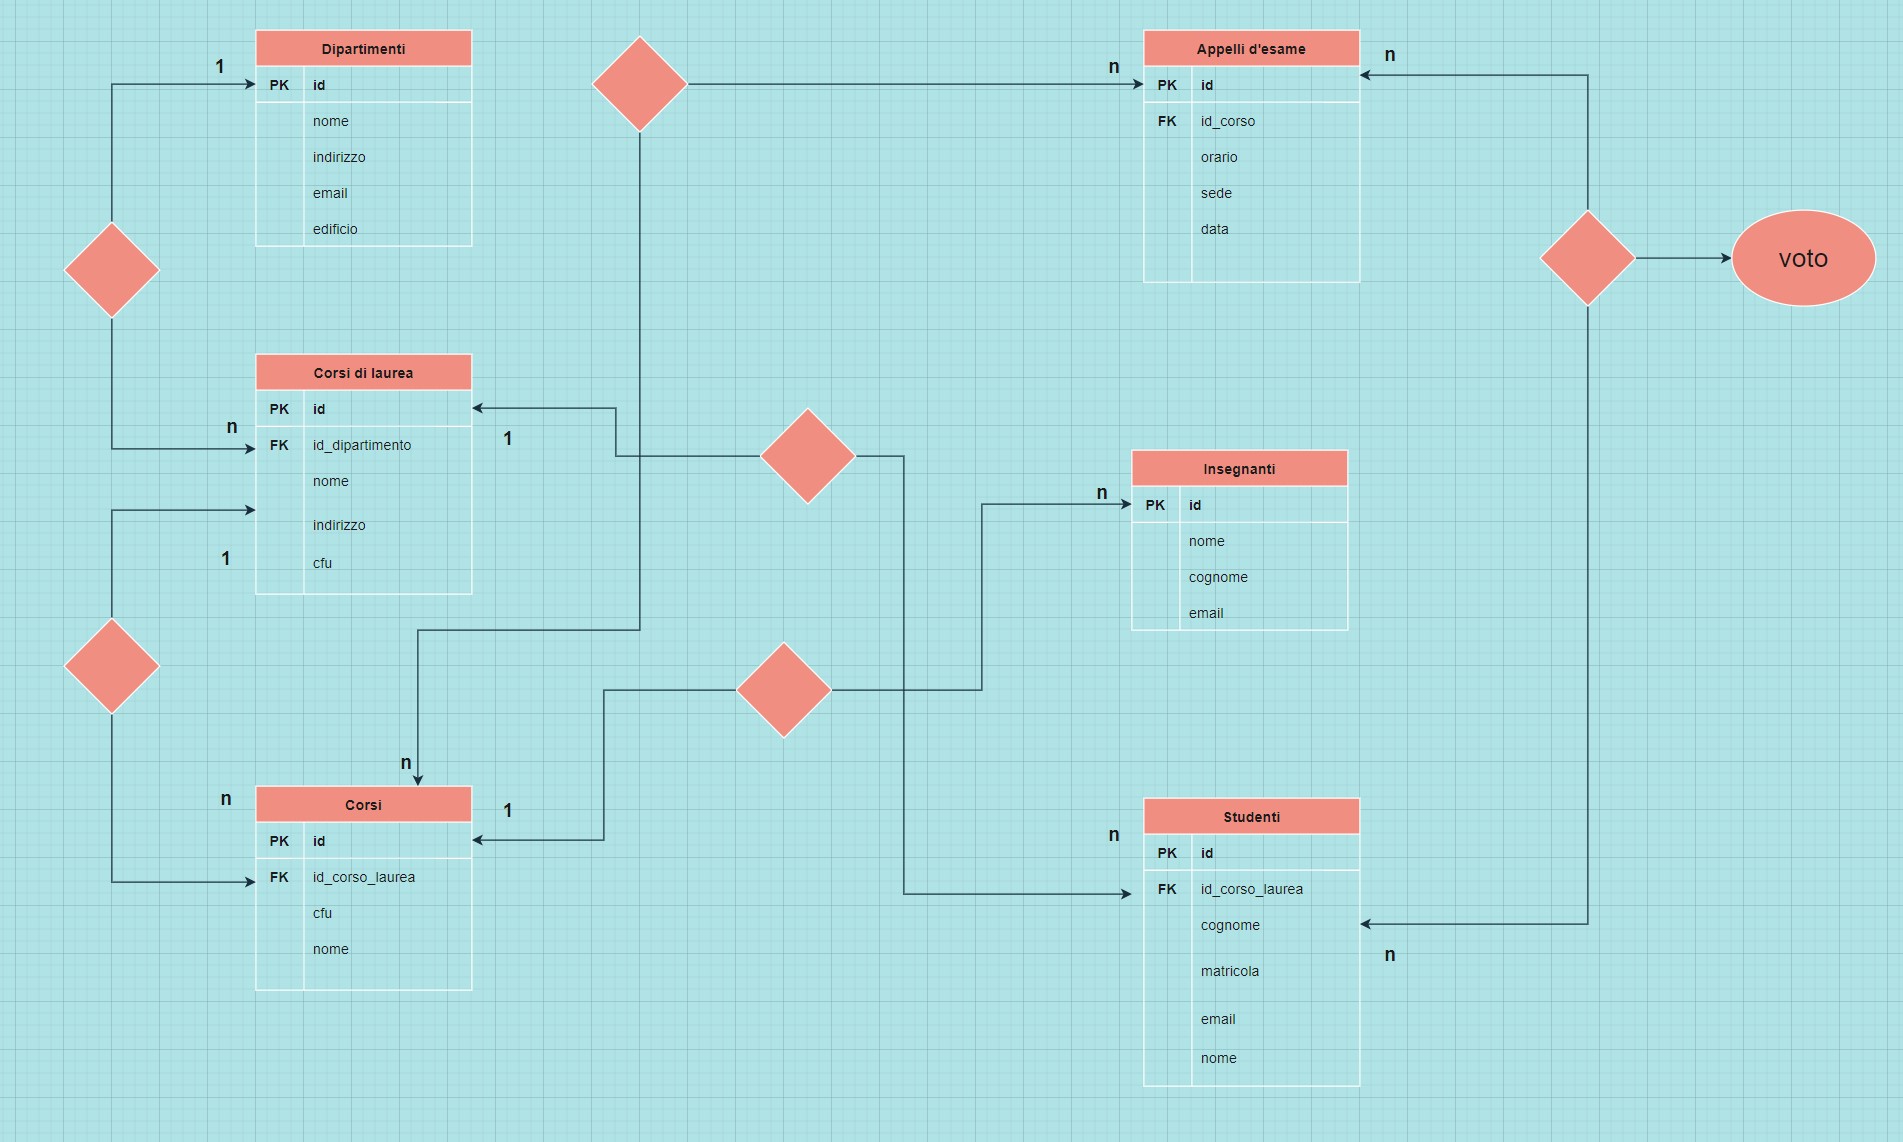 1
Dipartimenti
PK id
nome
indirizzo
email
edificio
n
Appelli d'esame
PK id
FK id_corso
orario
sede
data
n
voto
n
Corsi di laurea
PK id
FK id_dipartimento
nome
indirizzo
cfu
1
1
n
Insegnanti
PK id
nome
cognome
email
n
n
Corsi
PK id
FK id_corso_laurea
cfu
nome
1
n
Studenti
PK id
FK id_corso_laurea
cognome
matricola
email
nome
n